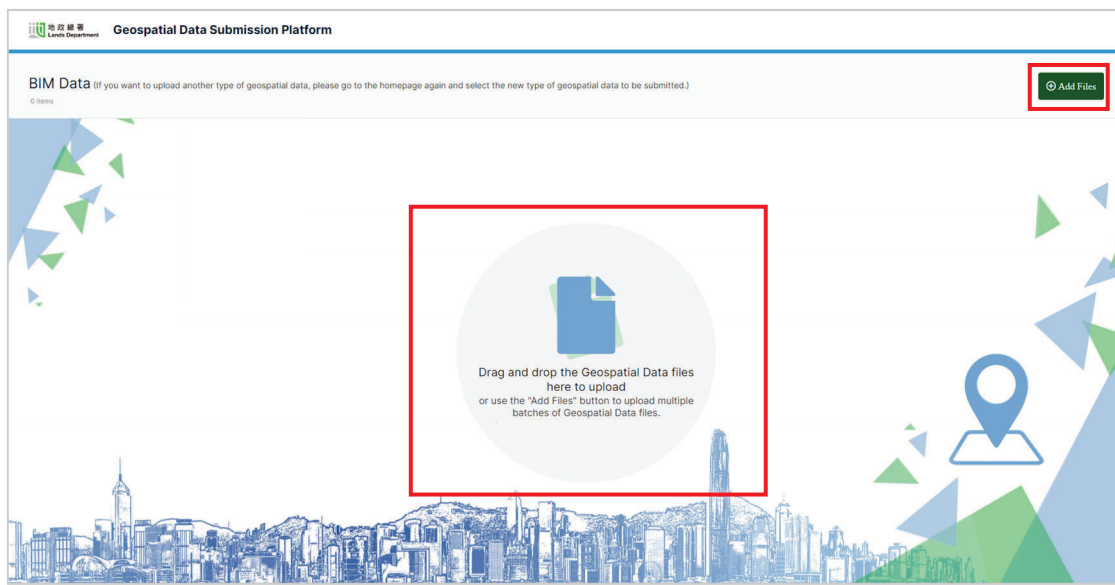 地政總署
Lands Department
Geospatial Data Submission Platform
BIM Data (If you want to upload another type of geospatial data, please go to the homepage again and select the new type of geospatial data to be submitted.)
0 items
Add Files
Drag and drop the Geospatial Data files
here to upload
or use the "Add Files" button to upload multiple
batches of Geospatial Data files.